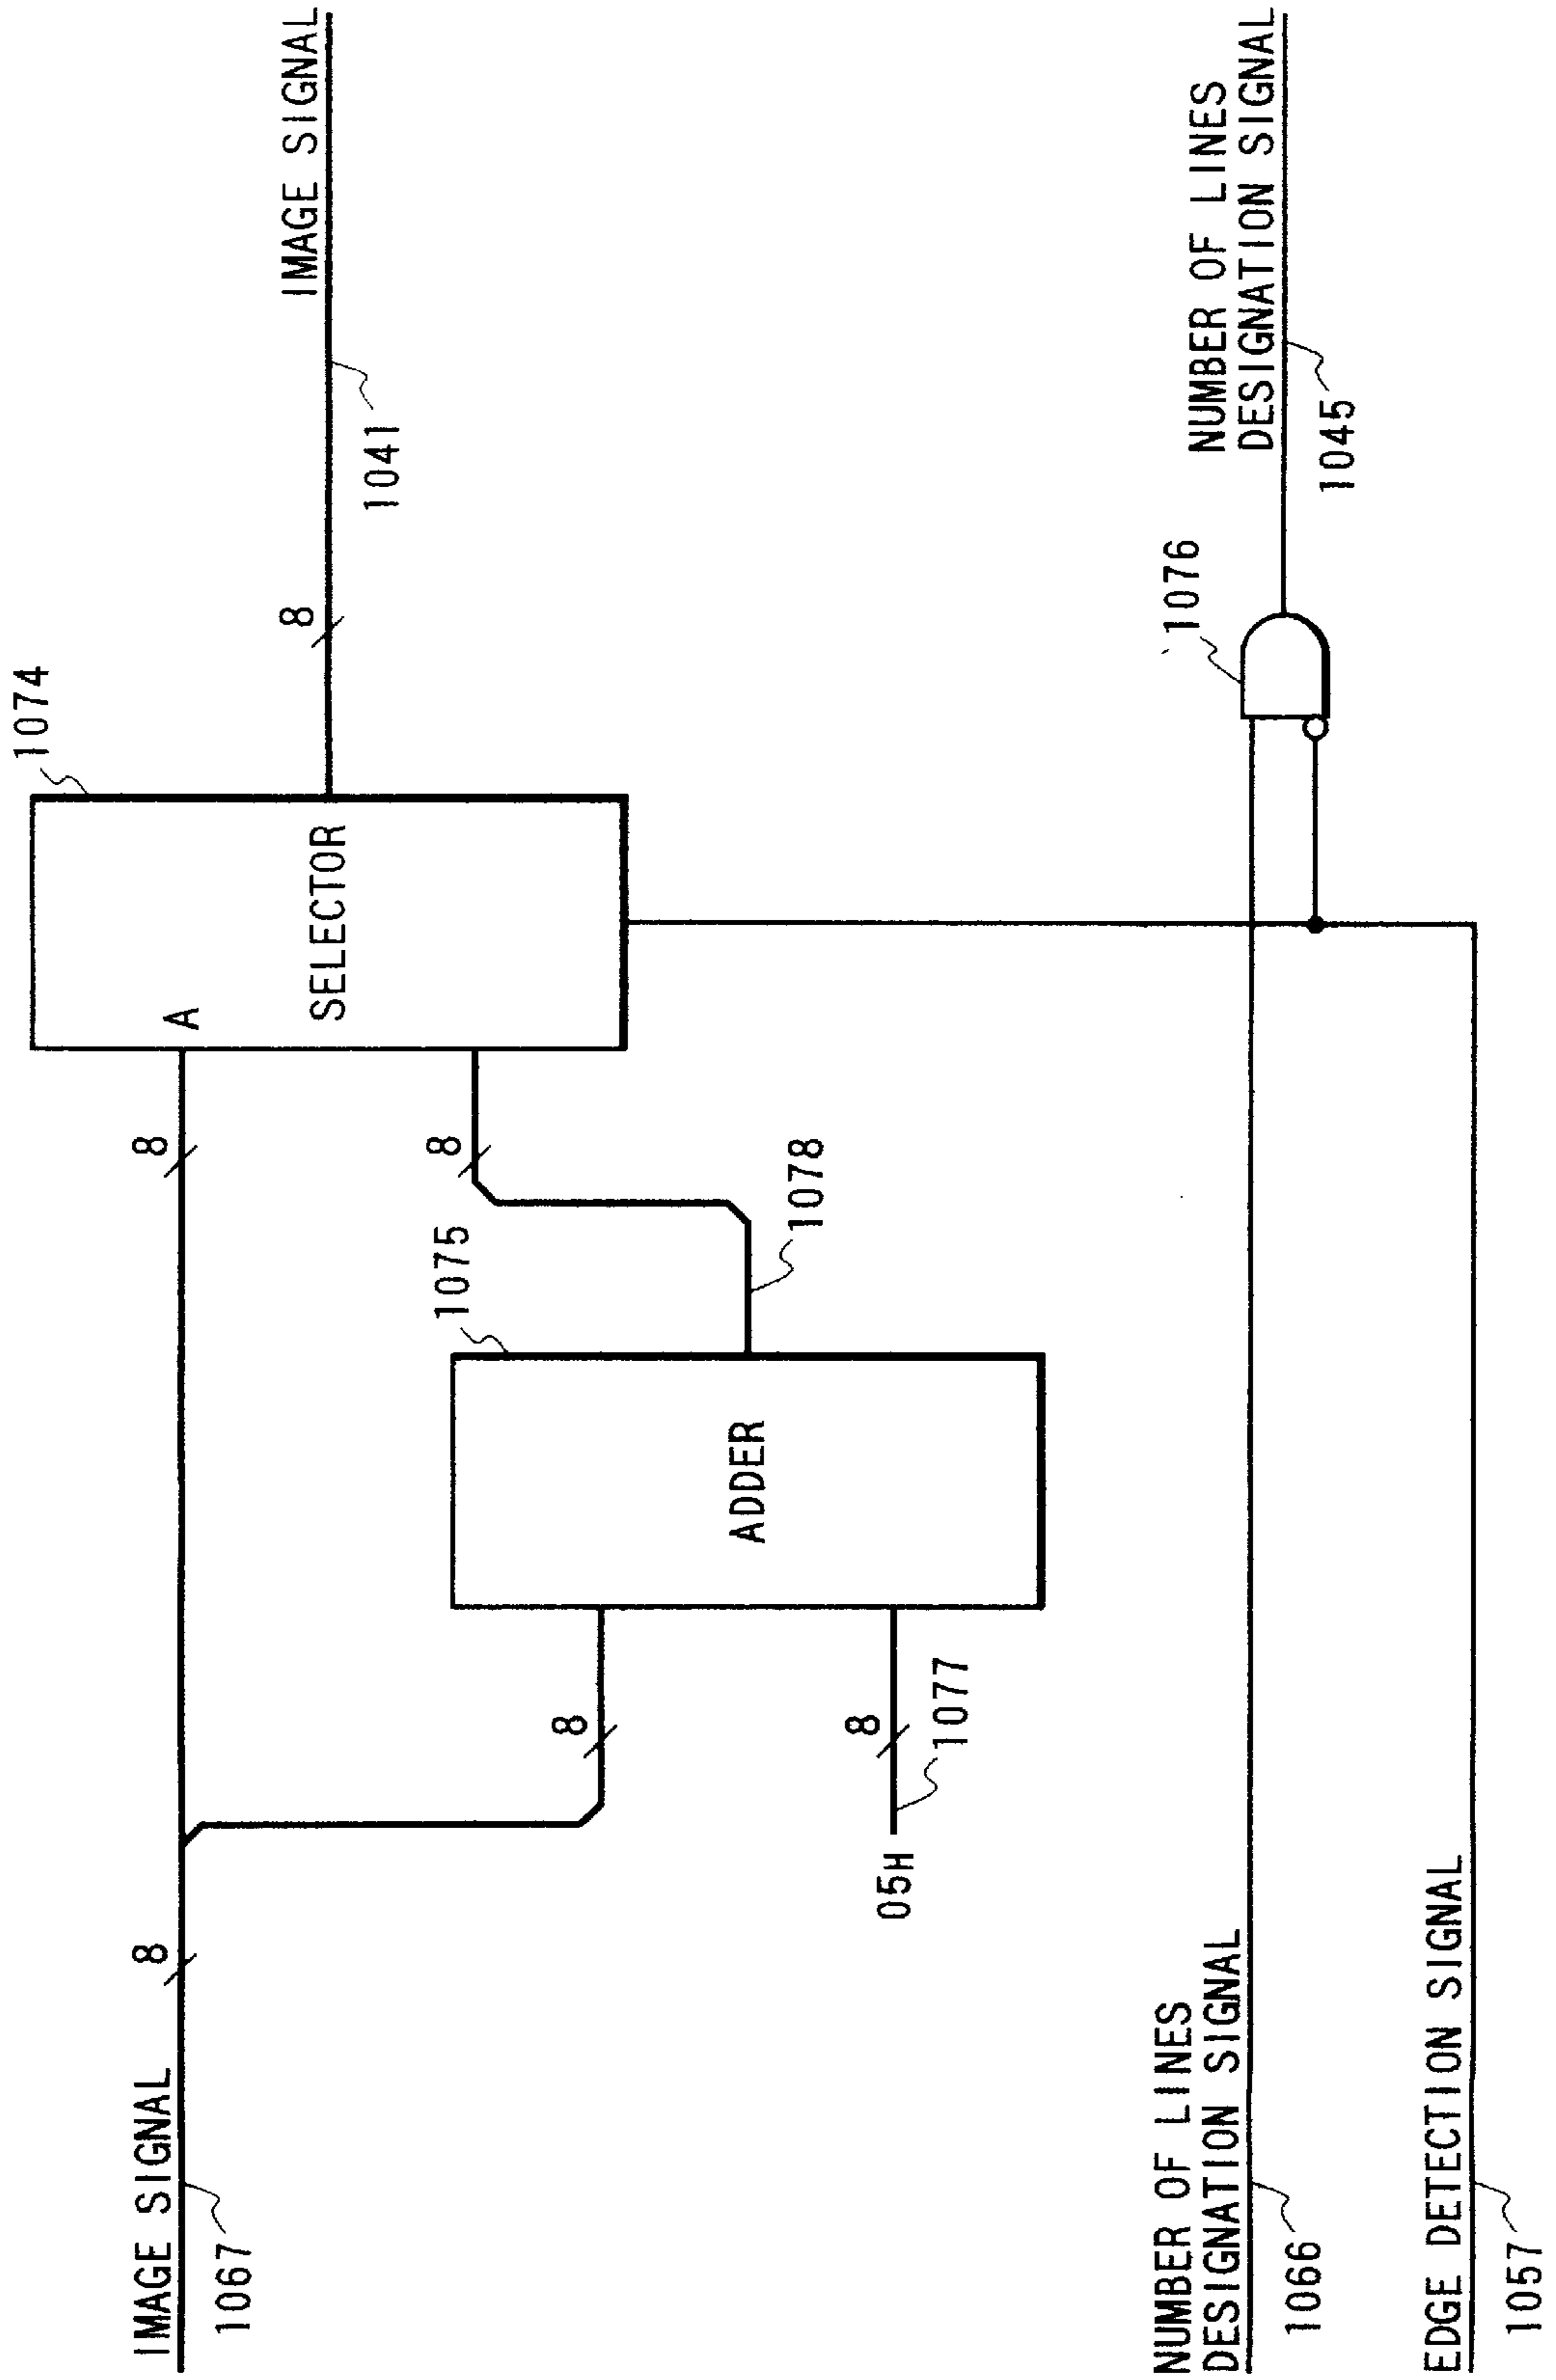 IMAGE SIGNAL
1067
8
8
8
8
05H
1077
ADDER
1075
1078
8
A
SELECTOR
1074
8
1041
IMAGE SIGNAL
NUMBER OF LINES
DESIGNATION SIGNAL
1066
EDGE DETECTION SIGNAL
1057
1076
NUMBER OF LINES
DESIGNATION SIGNAL
1045